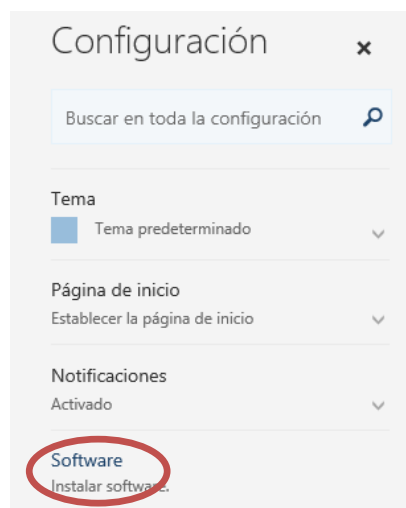 Configuración
Buscar en toda la configuración
Tema
Tema predeterminado
Página de inicio
Establecer la página de inicio
Notificaciones
Activado
Software
Instalar software.